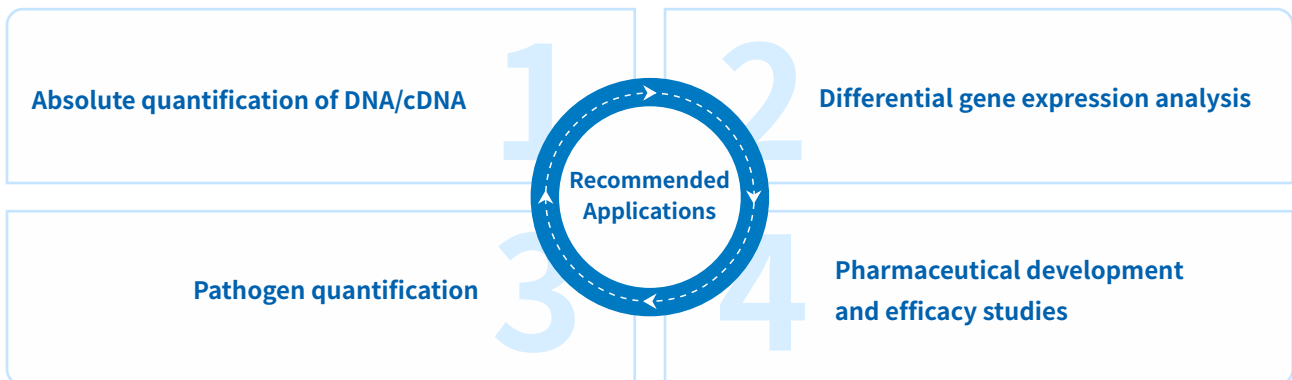 1
Absolute quantification of DNA/cDNA
2
Differential gene expression analysis
Recommended
Applications
3
Pathogen quantification
4
Pharmaceutical development
and efficacy studies